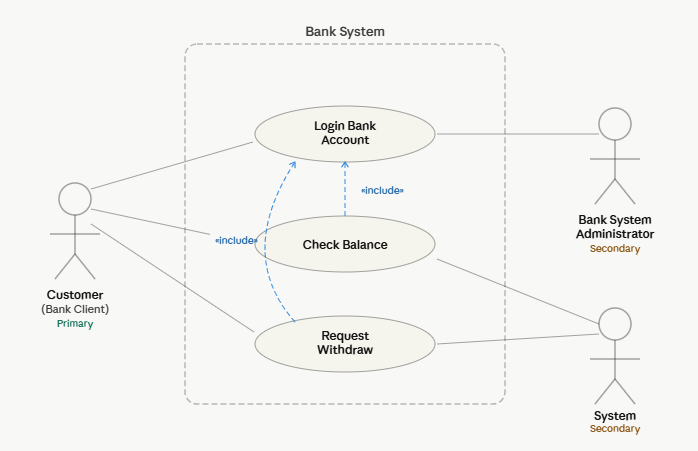 Bank System
Login Bank
Account
«include»
«include»
Check Balance
Request
Withdraw
Customer
(Bank Client)
Primary
Bank System
Administrator
Secondary
System
Secondary